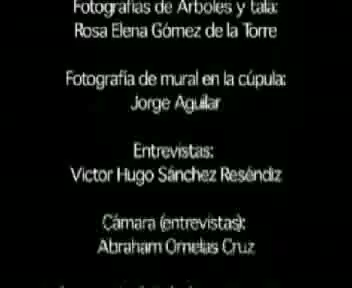 Fotografías de Árboles y tala:
Rosa Elena Gómez de la Torre
Fotografía de mural en la cúpula:
Jorge Aguilar
Entrevistas:
Victor Hugo Sánchez Reséndiz
Cámara (entrevistas):
Abraham Ornelas Cruz